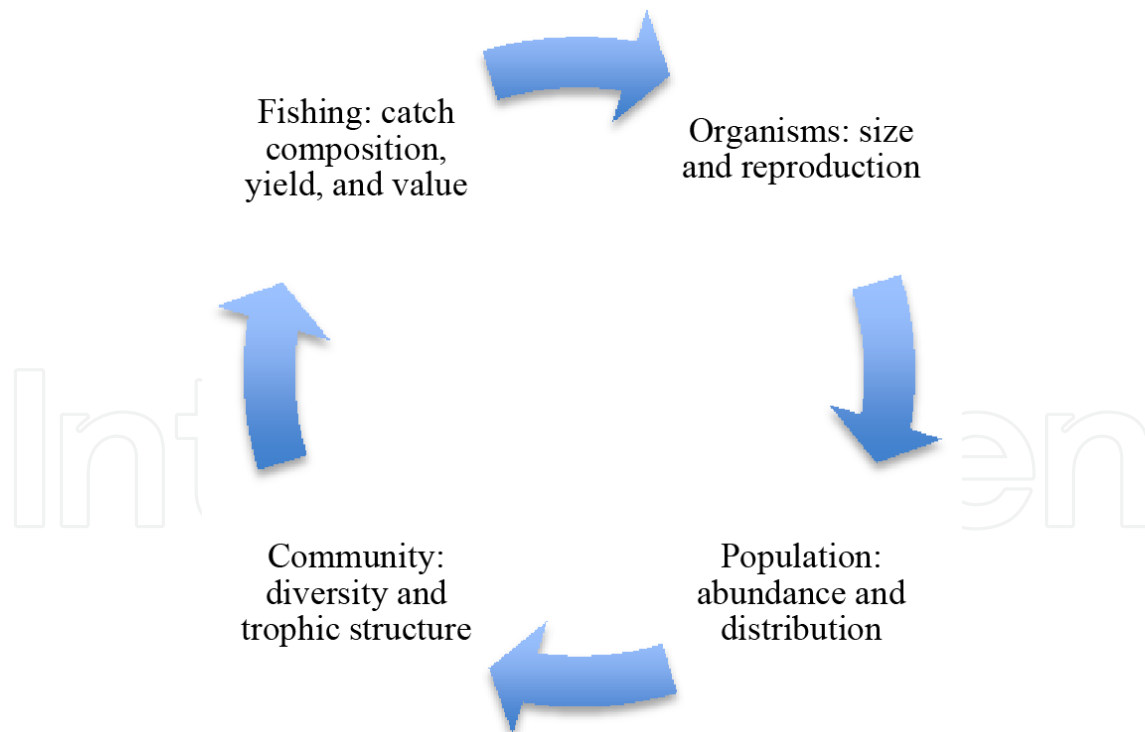 Fishing: catch
composition,
yield, and value
Organisms: size
and reproduction
Population:
abundance and
distribution
Community:
diversity and
trophic structure